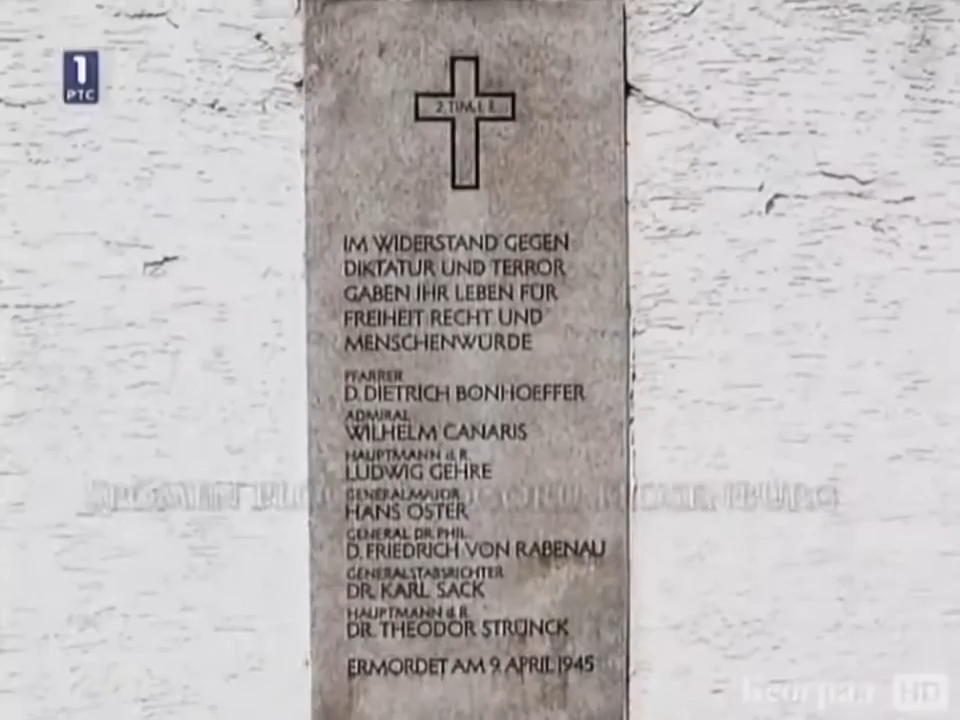 1
РТС
2. TIM. 1. 7.
IM WIDERSTAND GEGEN
DIKTATUR UND TERROR
GABEN IHR LEBEN FÜR
FREIHEIT RECHT UND
MENSCHENWÜRDE
PFARRER
D. DIETRICH BONHOEFFER
ADMIRAL
WILHELM CANARIS
HAUPTMANN d. R.
LUDWIG GEHRE
GENERALMAJOR
HANS OSTER
GENERAL DR. PHIL.
D. FRIEDRICH VON RABENAU
GENERALSTABSRICHTER
DR. KARL SACK
HAUPTMANN d. R.
DR. THEODOR STRÜNCK
ERMORDET AM 9. APRIL 1945
Београд HD